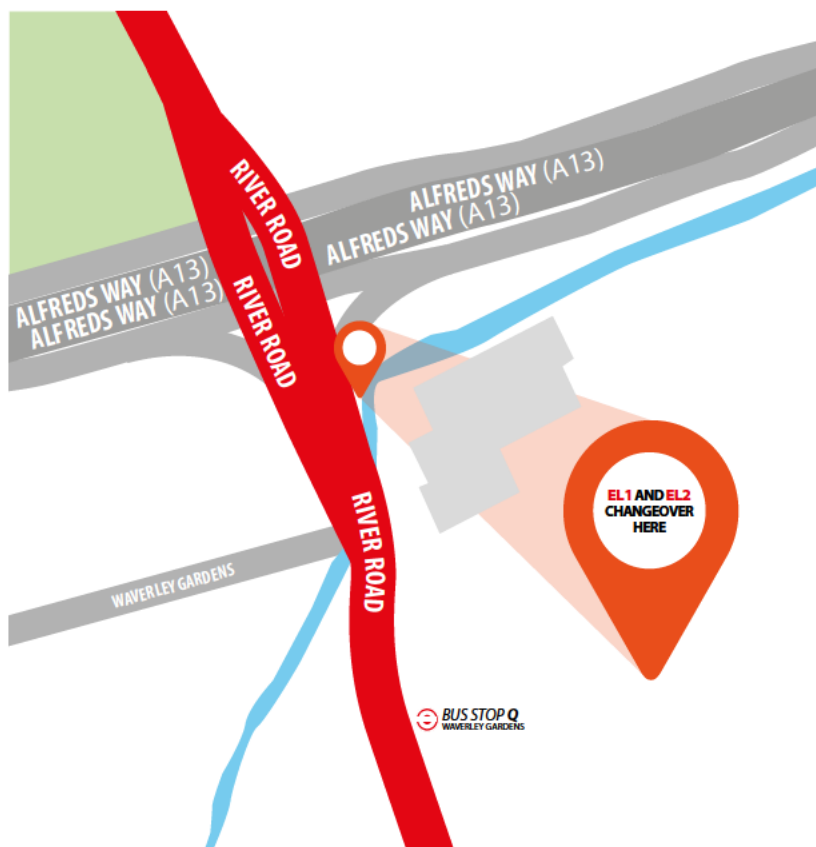 RIVER ROAD
ALFREDS WAY (A13)
ALFREDS WAY (A13)
ALFREDS WAY (A13)
ALFREDS WAY (A13)
RIVER ROAD
EL1 AND EL2
CHANGEOVER
HERE
RIVER ROAD
WAVERLEY GARDENS
BUS STOP Q
WAVERLEY GARDENS